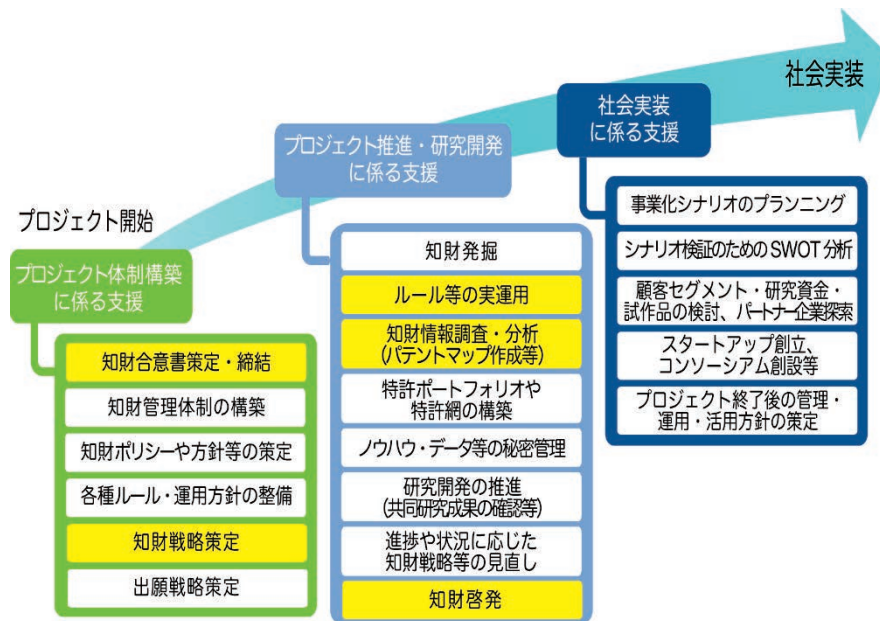 社会実装
社会実装
に係る支援
プロジェクト推進・研究開発
に係る支援
プロジェクト開始
プロジェクト体制構築
に係る支援
知財合意書策定・締結
知財管理体制の構築
知財ポリシーや方針等の策定
各種ルール・運用方針の整備
知財戦略策定
出願戦略策定
知財発掘
ルール等の実運用
知財情報調査・分析
(パテントマップ作成等)
特許ポートフォリオや
特許網の構築
ノウハウ・データ等の秘密管理
研究開発の推進
(共同研究成果の確認等)
進捗や状況に応じた
知財戦略等の見直し
知財啓発
事業化シナリオのプランニング
シナリオ検証のためのSWOT分析
顧客セグメント・研究資金・
試作品の検討、パートナー企業探索
スタートアップ創立、
コンソーシアム創設等
プロジェクト終了後の管理・
運用・活用方針の策定